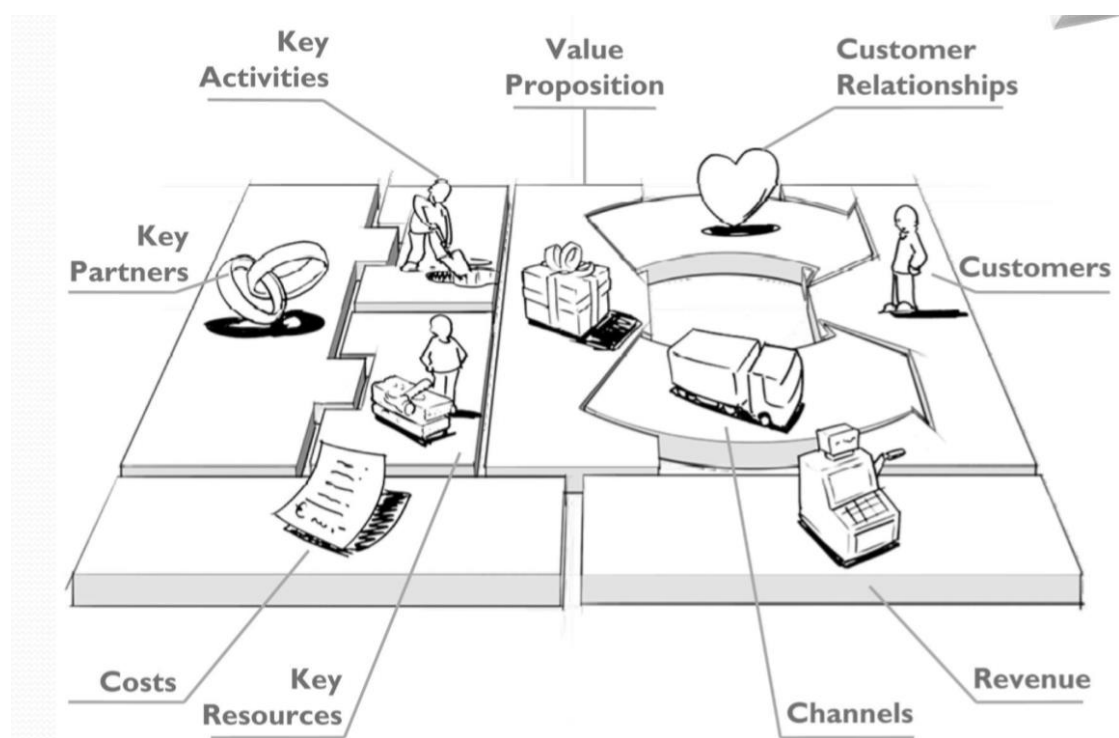 Key
Activities
Value
Proposition
Customer
Relationships
Key
Partners
Customers
Costs
Key
Resources
Channels
Revenue
€